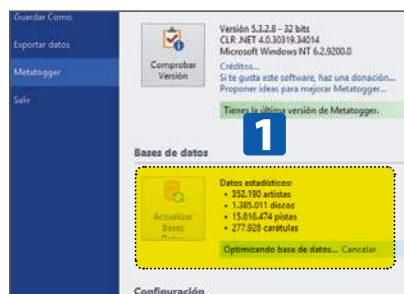 Guardar Como
Exportar datos
Metatogger
Salir
Comprobar
Versión
Versión 5.3.2.8 - 32 bits
CLR .NET 4.0.30319.34014
Microsoft Windows NT 6.2.9200.0
Créditos...
Si te gusta este software, haz una donación...
Proponer ideas para mejorar Metatogger...
Tienes la última versión de Metatogger.
1
Bases de datos
Actualizar
Bases
Datos
Datos estadísticos:
• 352.190 artistas
• 1.385.011 discos
• 15.816.474 pistas
• 277.928 carátulas
Optimizando base de datos... Cancelar
Configuración